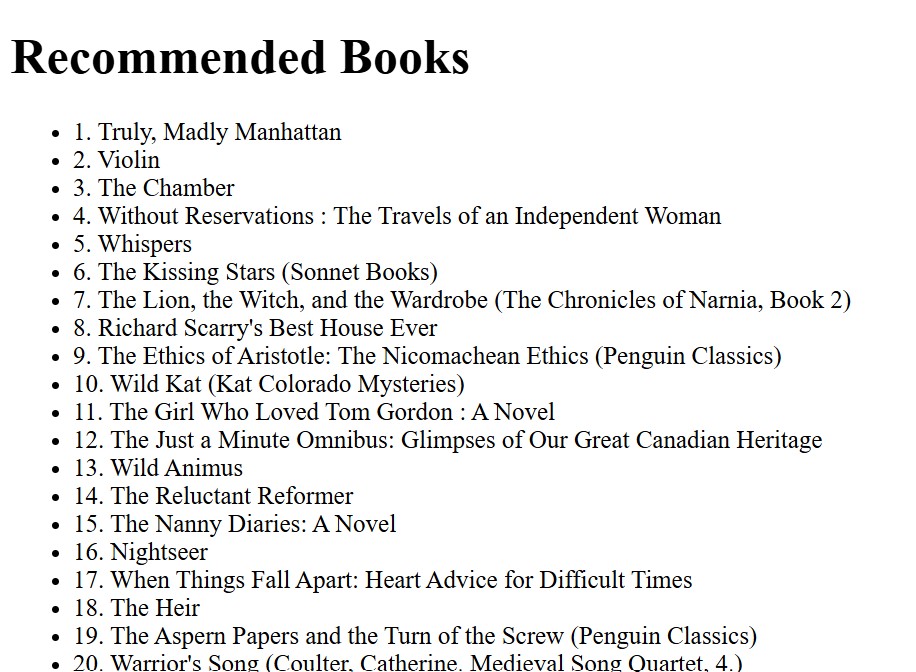 Recommended Books
• 1. Truly, Madly Manhattan
• 2. Violin
• 3. The Chamber
• 4. Without Reservations : The Travels of an Independent Woman
• 5. Whispers
• 6. The Kissing Stars (Sonnet Books)
• 7. The Lion, the Witch, and the Wardrobe (The Chronicles of Narnia, Book 2)
• 8. Richard Scarry's Best House Ever
• 9. The Ethics of Aristotle: The Nicomachean Ethics (Penguin Classics)
• 10. Wild Kat (Kat Colorado Mysteries)
• 11. The Girl Who Loved Tom Gordon : A Novel
• 12. The Just a Minute Omnibus: Glimpses of Our Great Canadian Heritage
• 13. Wild Animus
• 14. The Reluctant Reformer
• 15. The Nanny Diaries: A Novel
• 16. Nightseer
• 17. When Things Fall Apart: Heart Advice for Difficult Times
• 18. The Heir
• 19. The Aspern Papers and the Turn of the Screw (Penguin Classics)
• 20. Warrior's Song (Coulter, Catherine. Medieval Song Quartet, 4.)